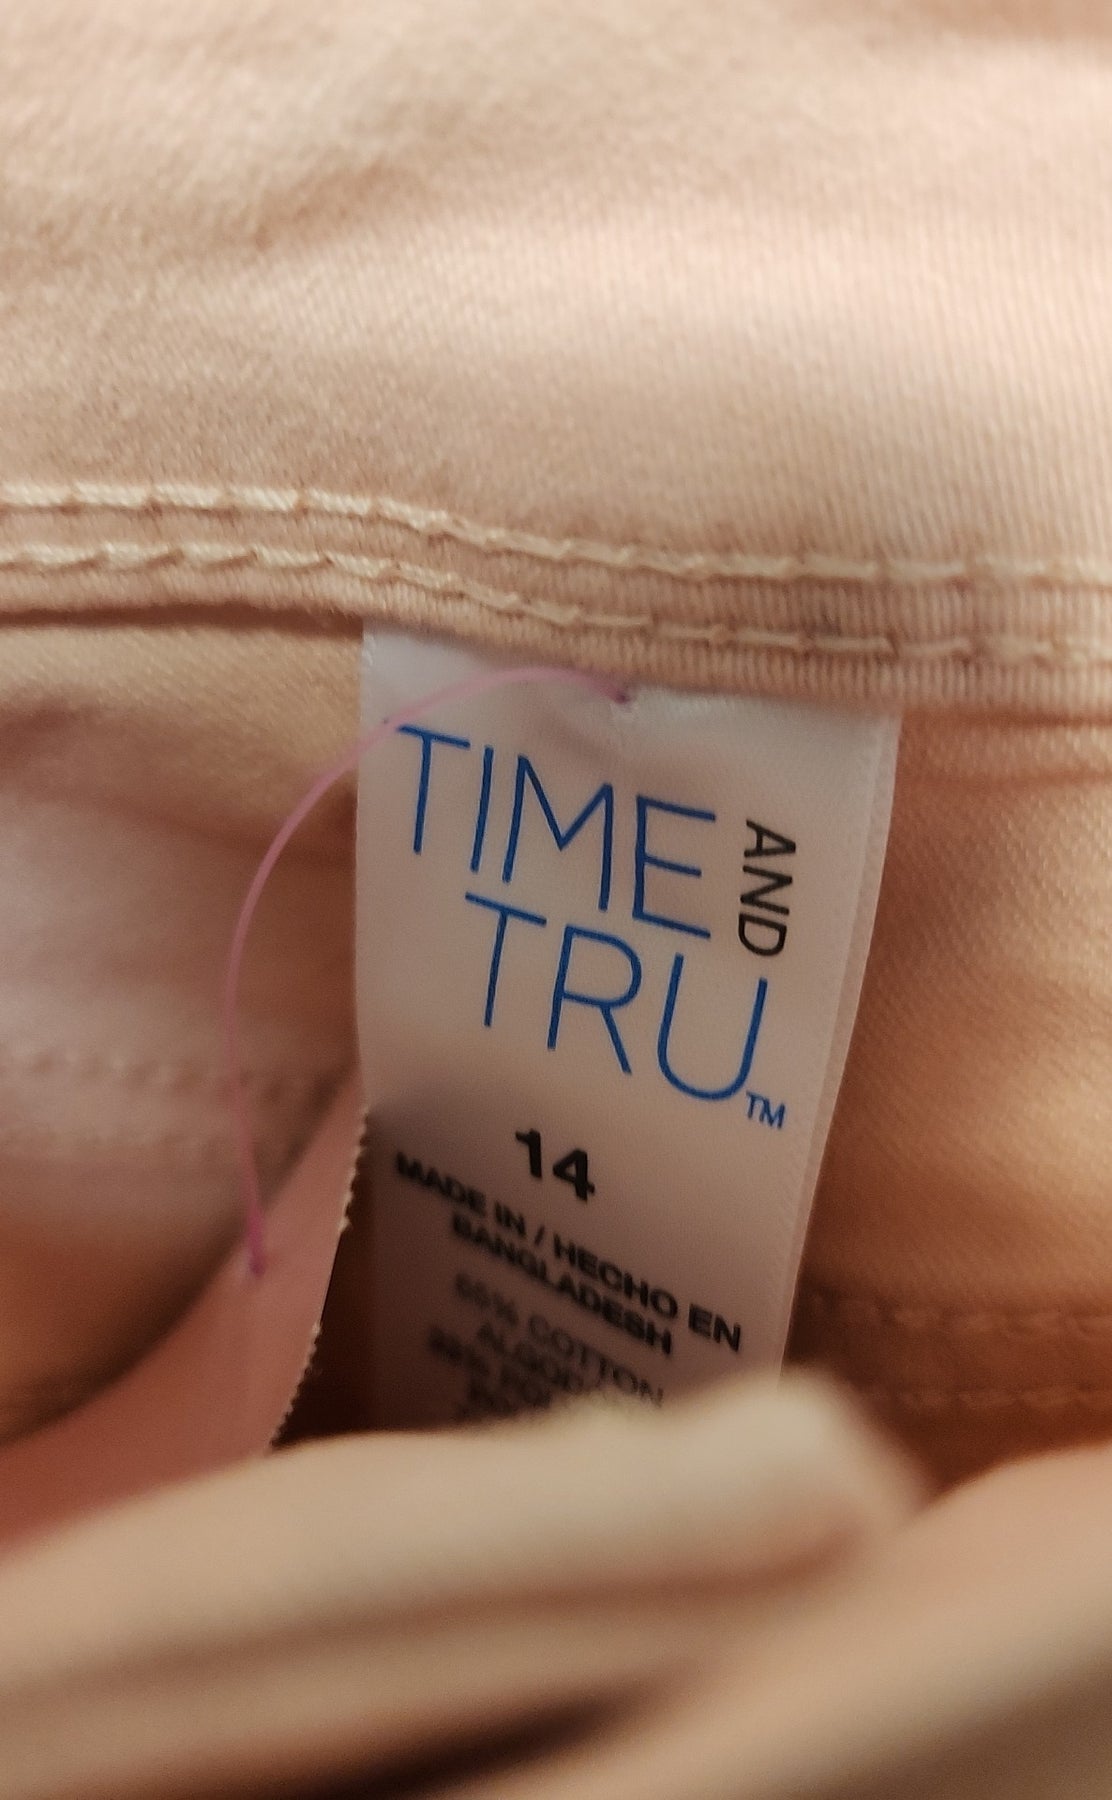 TIME AND
TRU™
14
MADE IN / HECHO EN
BANGLADESH
COTTON